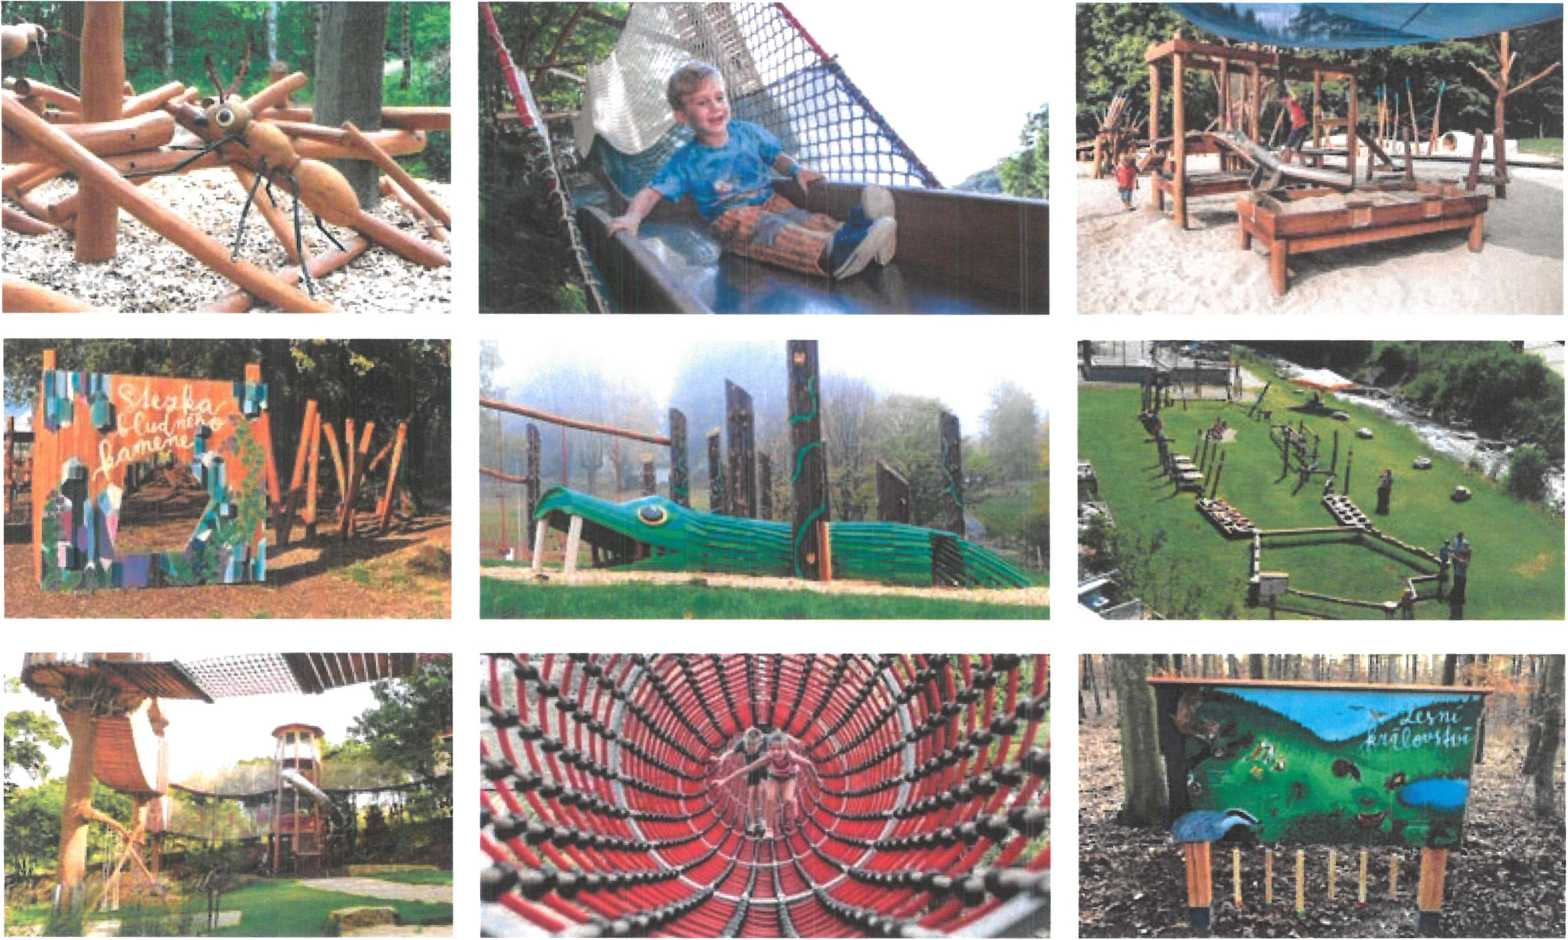 Stezka
bludného
kamene
Lesní
království